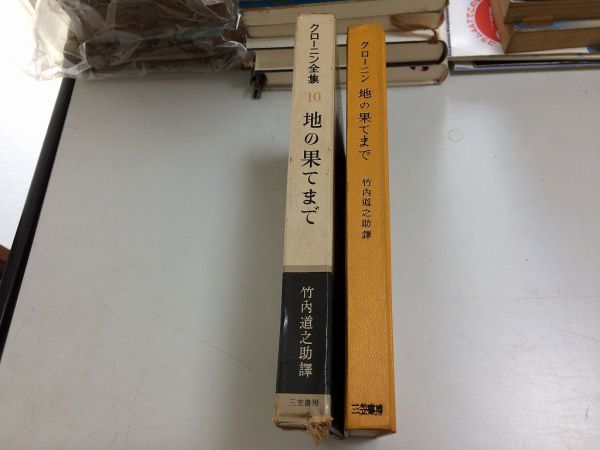 クローニン全集
10
地の果てまで
竹内道之助譯
三笠書房
クローニン 地の果てまで
竹内道之助譯
三笠書房